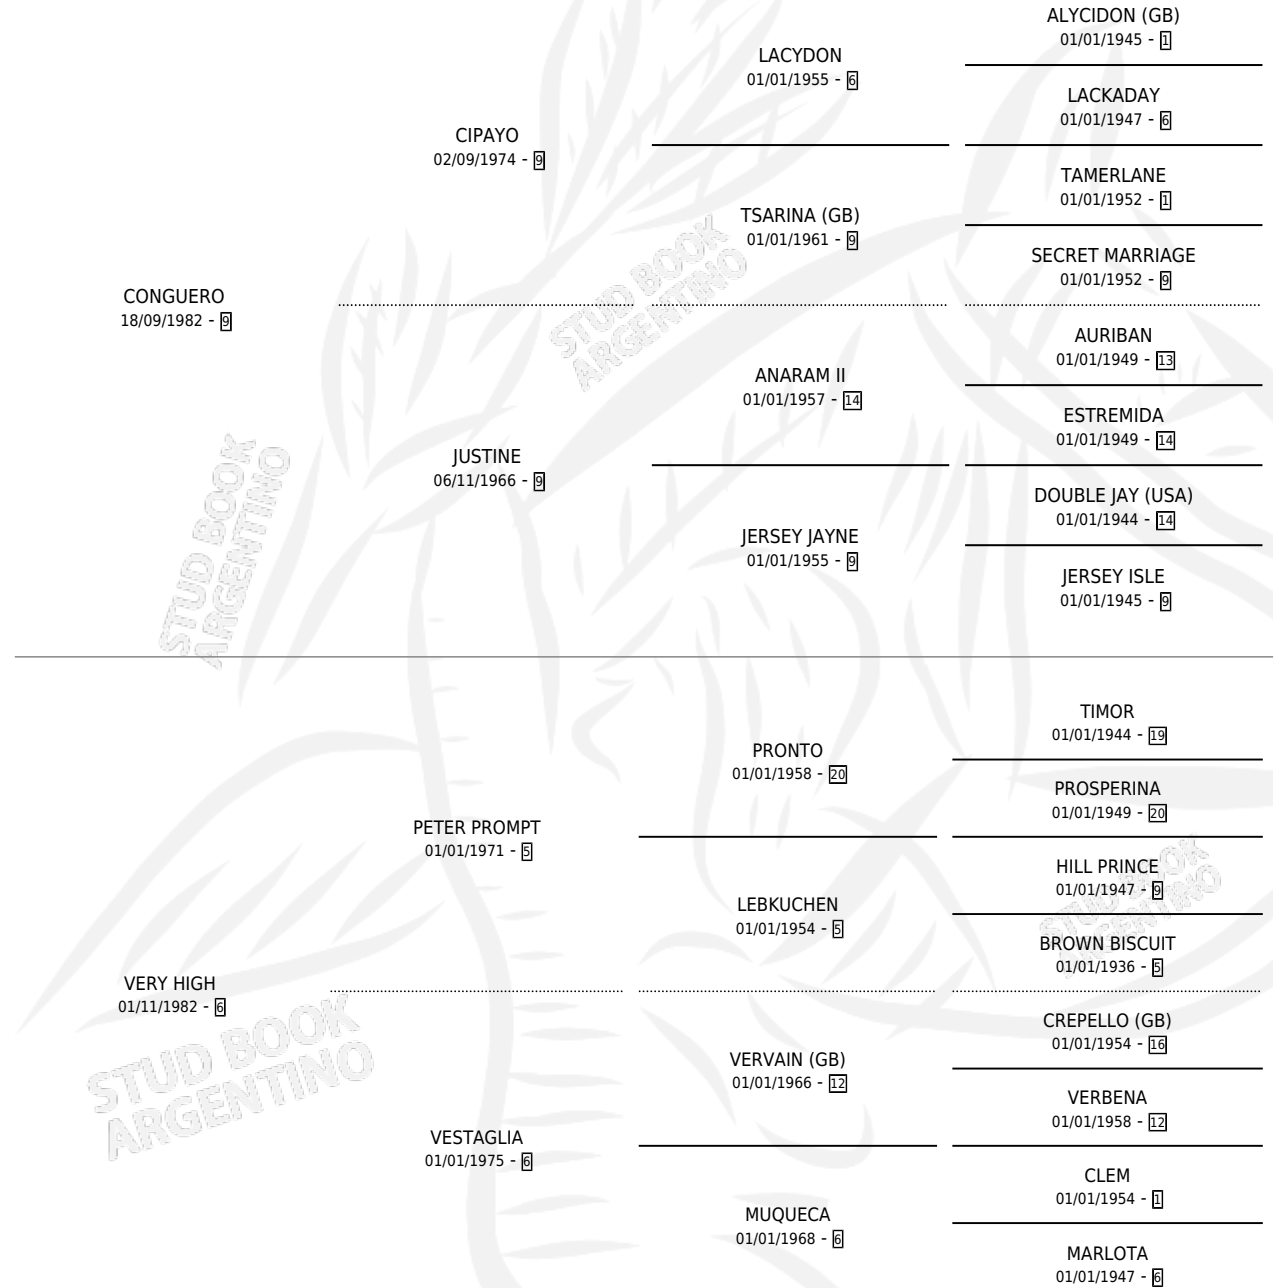 ALYCIDON (GB)
01/01/1945 - 1
LACYDON
01/01/1955 - 6
LACKADAY
01/01/1947 - 6
CIPAYO
02/09/1974 - 9
TAMERLANE
01/01/1952 - 1
TSARINA (GB)
01/01/1961 - 9
SECRET MARRIAGE
01/01/1952 - 9
CONGUERO
18/09/1982 - 9
STUD BOOK
ARGENTINO
AURIBAN
01/01/1949 - 13
ANARAM II
01/01/1957 - 14
ESTREMIDA
01/01/1949 - 14
JUSTINE
06/11/1966 - 9
DOUBLE JAY (USA)
01/01/1944 - 14
JERSEY JAYNE
01/01/1955 - 9
JERSEY ISLE
01/01/1945 - 9
STUD BOOK
ARGENTINO
TIMOR
01/01/1944 - 19
PRONTO
01/01/1958 - 20
PROSPERINA
01/01/1949 - 20
PETER PROMPT
01/01/1971 - 5
HILL PRINCE
01/01/1947 - 9
LEBKUCHEN
01/01/1954 - 5
BROWN BISCUIT
01/01/1936 - 5
STUD BOOK
ARGENTINO
VERY HIGH
01/11/1982 - 6
CREPELLO (GB)
01/01/1954 - 16
VERVAIN (GB)
01/01/1966 - 12
VERBENA
01/01/1958 - 12
STUD BOOK
ARGENTINO
VESTAGLIA
01/01/1975 - 6
CLEM
01/01/1954 - 1
MUQUECA
01/01/1968 - 6
MARLOTA
01/01/1947 - 6